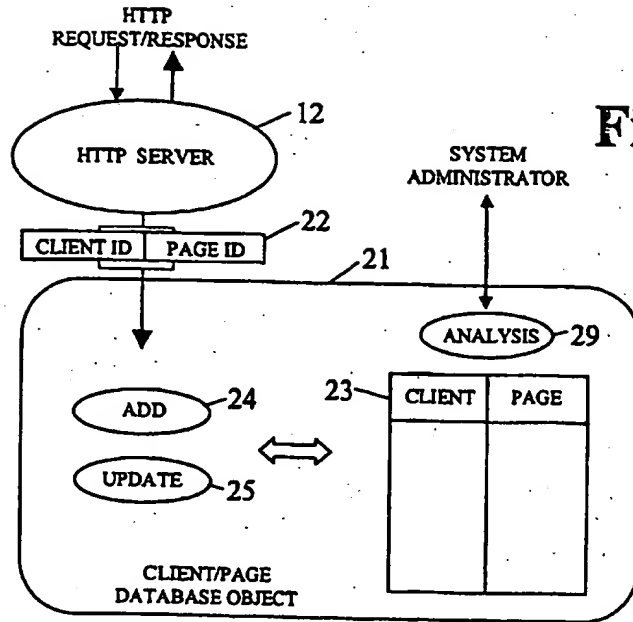 HTTP
REQUEST/RESPONSE
12
HTTP SERVER
SYSTEM
ADMINISTRATOR
CLIENT ID PAGE ID
22
21
ANALYSIS
29
23
CLIENT PAGE
ADD
24
UPDATE
25
CLIENT/PAGE
DATABASE OBJECT